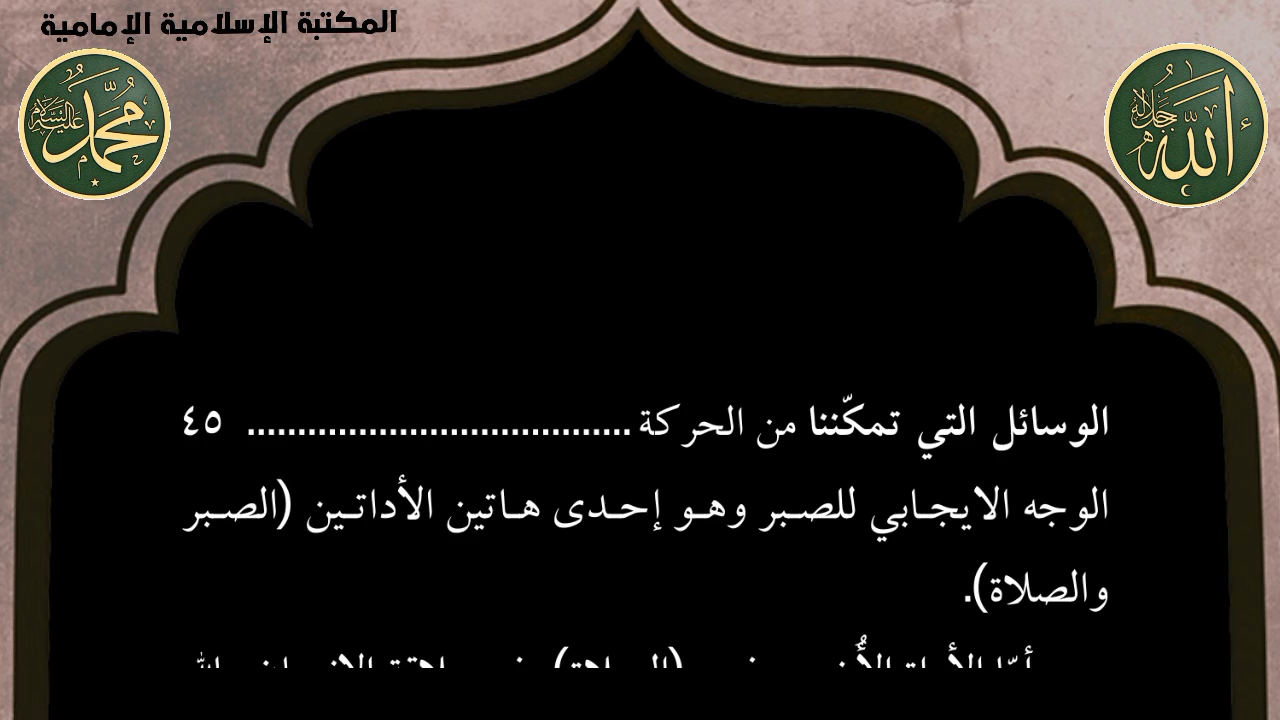 المكتبة الإسلامية الإمامية
محمد
عليه السلام
الله
جل جلاله
الوسائل التي تمكّننا من الحركة ...................................... ٤٥
الوجه الايجابي للصبر وهو إحدى هاتين الأداتين (الصبر
والصلاة).